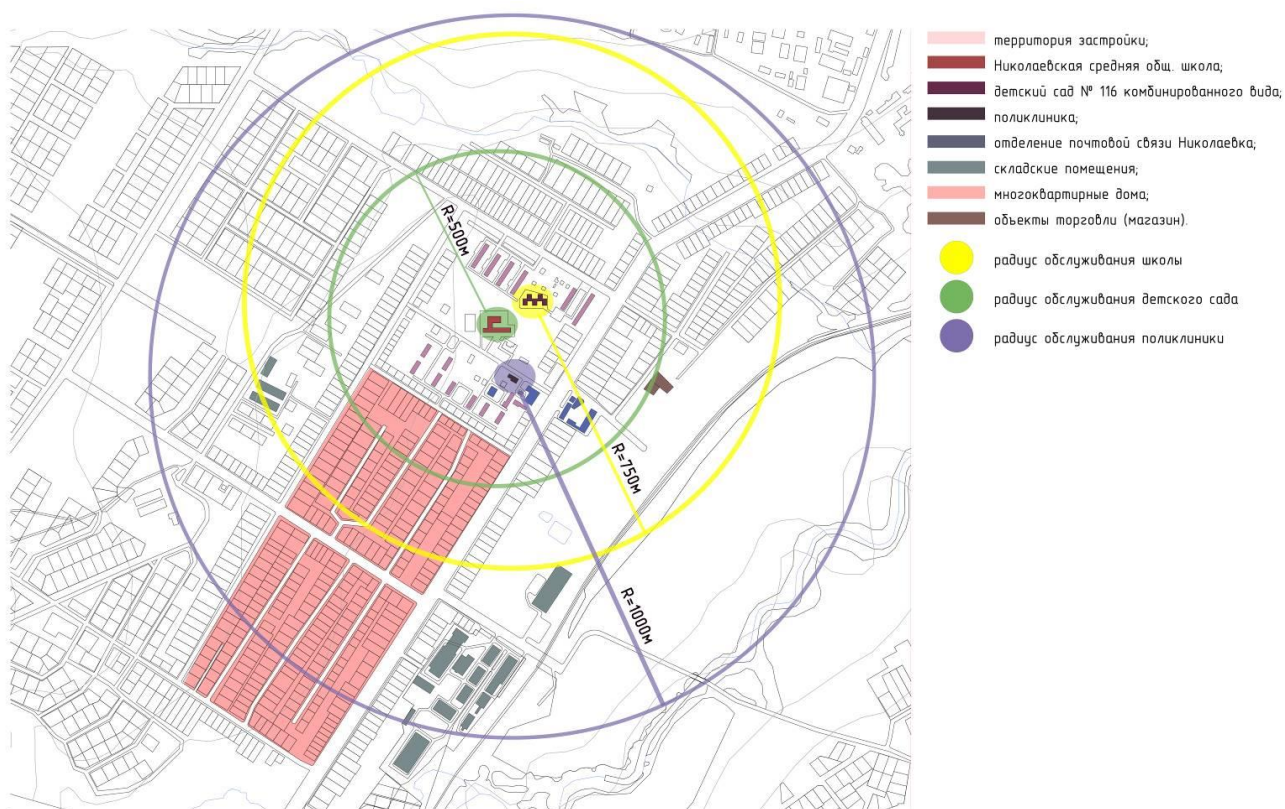 территория застройки;
Николаевская средняя общ. школа;
детский сад № 116 комбинированного вида;
поликлиника;
отделение почтовой связи Николаевка;
складские помещения;
многоквартирные дома;
объекты торговли (магазин).
радиус обслуживания школы
радиус обслуживания детского сада
радиус обслуживания поликлиники
R=500м
R=750м
R=1000м